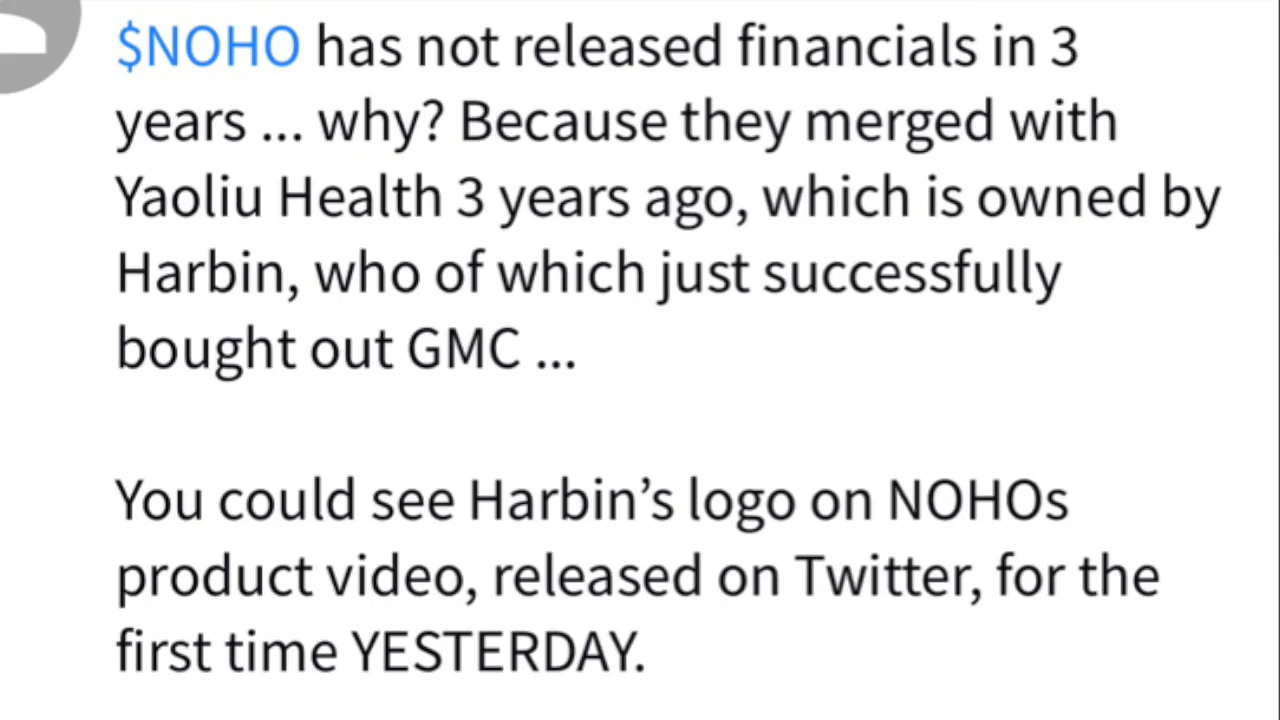 $NOHO has not released financials in 3
years ... why? Because they merged with
Yaoliu Health 3 years ago, which is owned by
Harbin, who of which just successfully
bought out GMC ...
You could see Harbin’s logo on NOHOs
product video, released on Twitter, for the
first time YESTERDAY.